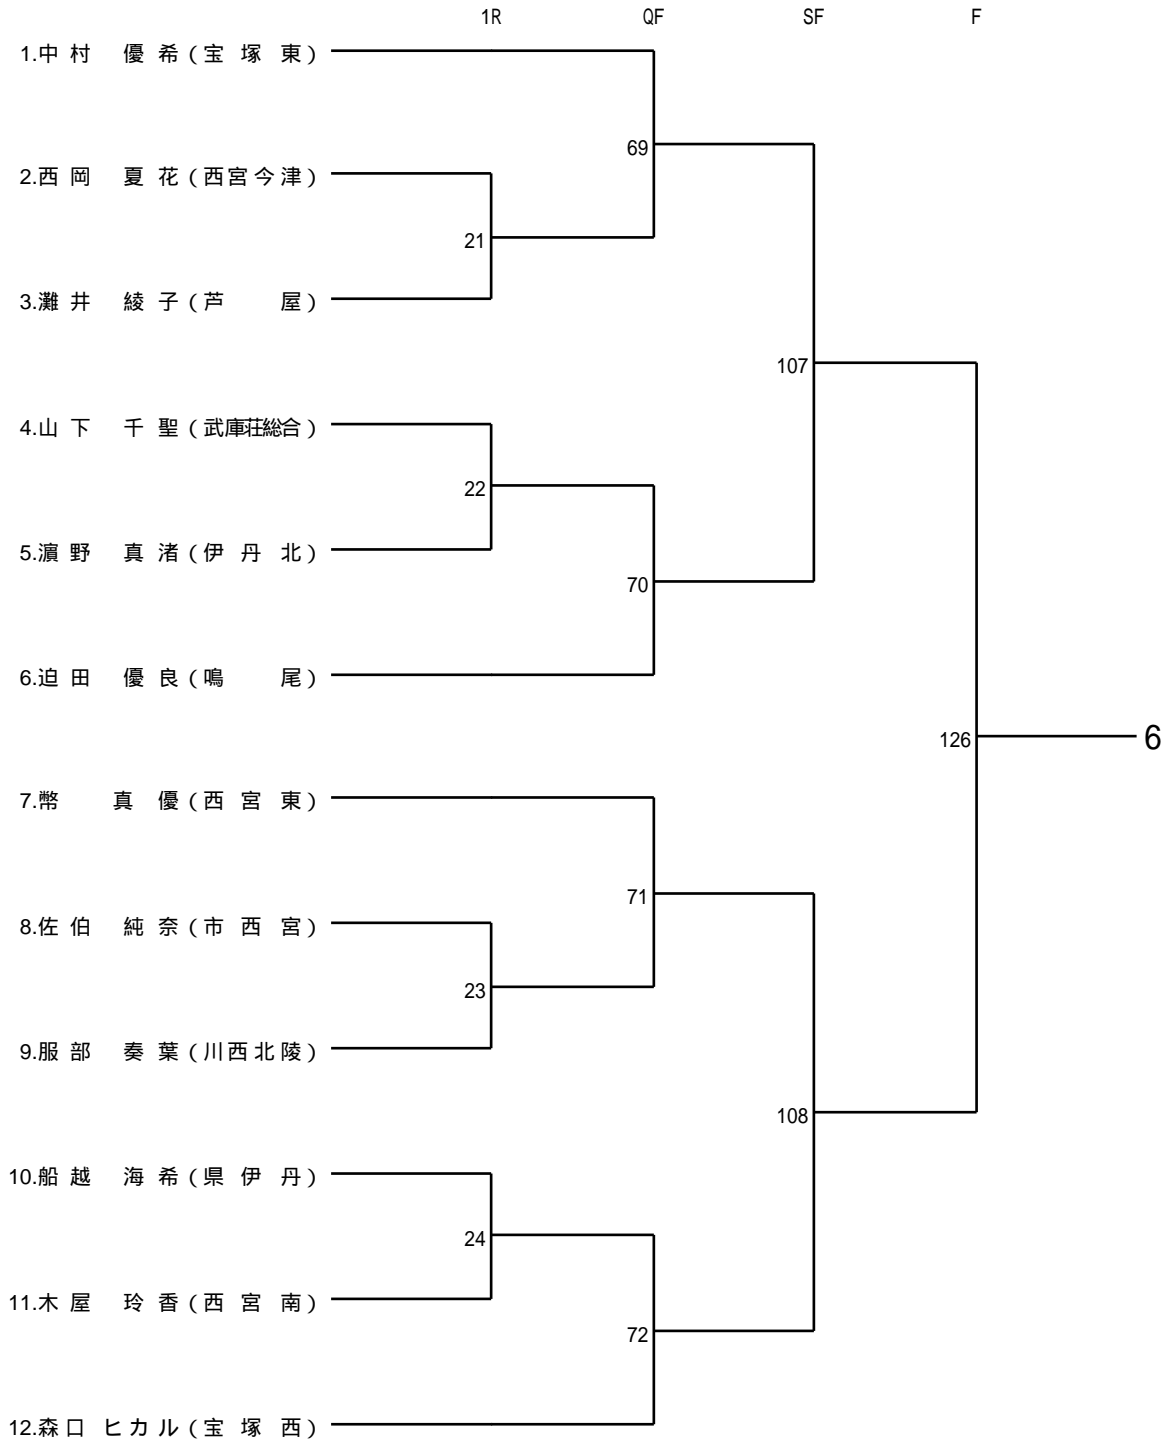 1R QF SF F
1.中村 優希(宝塚東)
69
2.西岡 夏花(西宮今津)
21
3.灘井 綾子(芦屋)
107
4.山下 千聖(武庫荘総合)
22
5.濵野 真渚(伊丹北)
70
6.迫田 優良(鳴尾)
126 6
7.幣 真優(西宮東)
71
8.佐伯 純奈(市西宮)
23
9.服部 奏葉(川西北陵)
108
10.船越 海希(県伊丹)
24
11.木屋 玲香(西宮南)
72
12.森口 ヒカル(宝塚西)